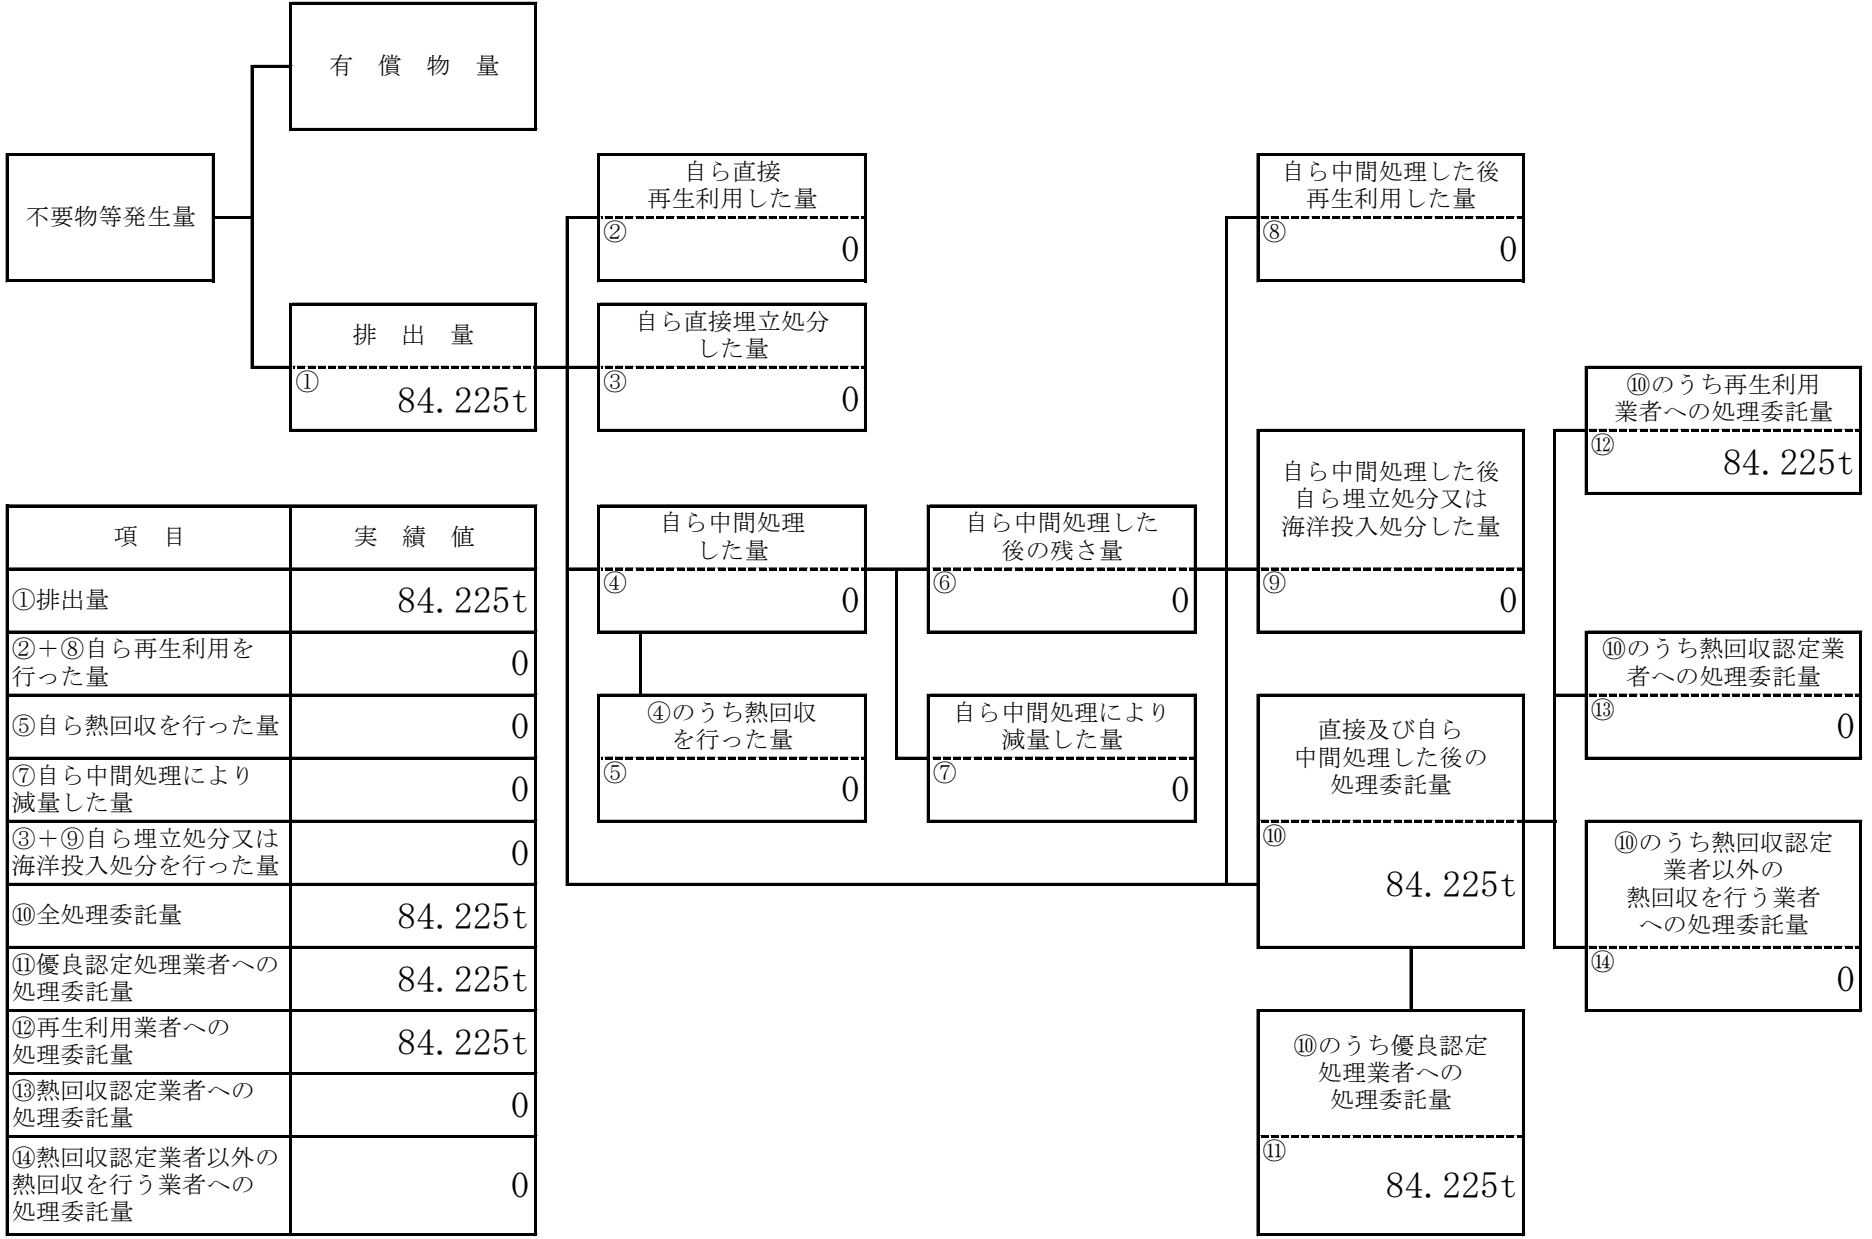 有 償 物 量
不要物等発生量
排 出 量
①
84.225t
自ら直接
再生利用した量
②
0
自ら直接埋立処分
した量
③
0
自ら中間処理
した量
④
0
④のうち熱回収
を行った量
⑤
0
自ら中間処理した
後の残さ量
⑥
0
自ら中間処理により
減量した量
⑦
0
自ら中間処理した後
再生利用した量
⑧
0
自ら中間処理した後
自ら埋立処分又は
海洋投入処分した量
⑨
0
直接及び自ら
中間処理した後の
処理委託量
⑩
84.225t
⑩のうち優良認定
処理業者への
処理委託量
⑪
84.225t
⑩のうち再生利用
業者への処理委託量
⑫
84.225t
⑩のうち熱回収認定業
者への処理委託量
⑬
0
⑩のうち熱回収認定
業者以外の
熱回収を行う業者
への処理委託量
⑭
0
項 目 実 績 値
①排出量 84.225t
②+⑧自ら再生利用を
行った量 0
⑤自ら熱回収を行った量 0
⑦自ら中間処理により
減量した量 0
③+⑨自ら埋立処分又は
海洋投入処分を行った量 0
⑩全処理委託量 84.225t
⑪優良認定処理業者への
処理委託量 84.225t
⑫再生利用業者への
処理委託量 84.225t
⑬熱回収認定業者への
処理委託量 0
⑭熱回収認定業者以外の
熱回収を行う業者への
処理委託量 0